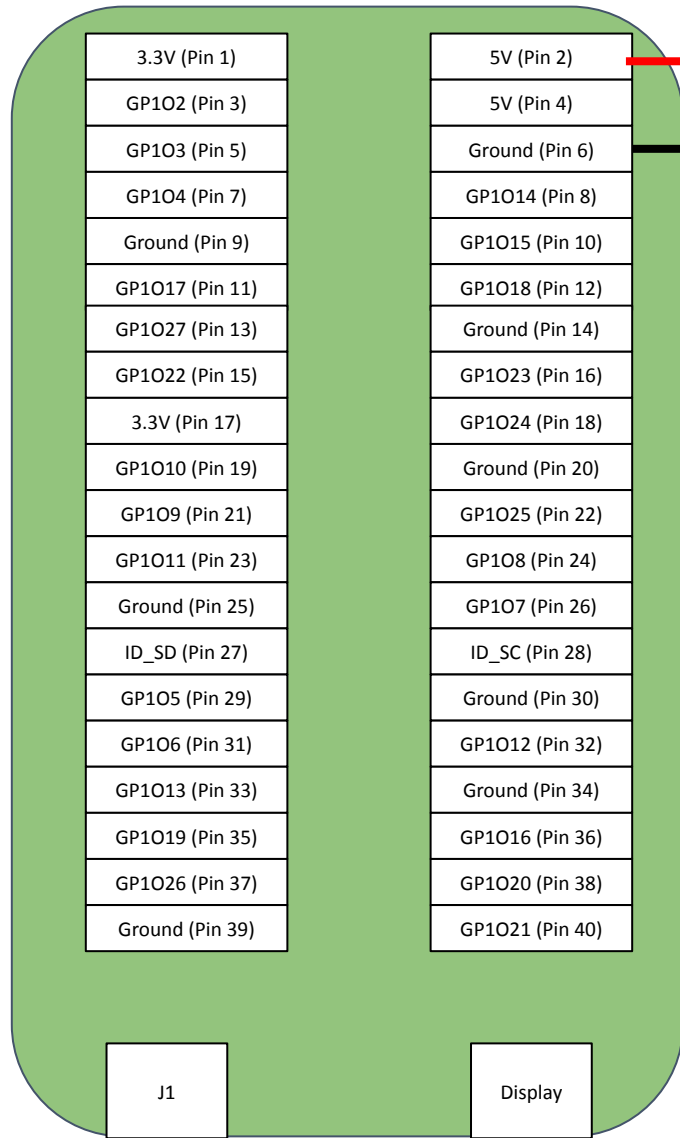 3.3V (Pin 1)
5V (Pin 2)
GP1O2 (Pin 3)
5V (Pin 4)
GP1O3 (Pin 5)
Ground (Pin 6)
GP1O4 (Pin 7)
GP1O14 (Pin 8)
Ground (Pin 9)
GP1O15 (Pin 10)
GP1O17 (Pin 11)
GP1O18 (Pin 12)
GP1O27 (Pin 13)
Ground (Pin 14)
GP1O22 (Pin 15)
GP1O23 (Pin 16)
3.3V (Pin 17)
GP1O24 (Pin 18)
GP1O10 (Pin 19)
Ground (Pin 20)
GP1O9 (Pin 21)
GP1O25 (Pin 22)
GP1O11 (Pin 23)
GP1O8 (Pin 24)
Ground (Pin 25)
GP1O7 (Pin 26)
ID_SD (Pin 27)
ID_SC (Pin 28)
GP1O5 (Pin 29)
Ground (Pin 30)
GP1O6 (Pin 31)
GP1O12 (Pin 32)
GP1O13 (Pin 33)
Ground (Pin 34)
GP1O19 (Pin 35)
GP1O16 (Pin 36)
GP1O26 (Pin 37)
GP1O20 (Pin 38)
Ground (Pin 39)
GP1O21 (Pin 40)
J1
Display